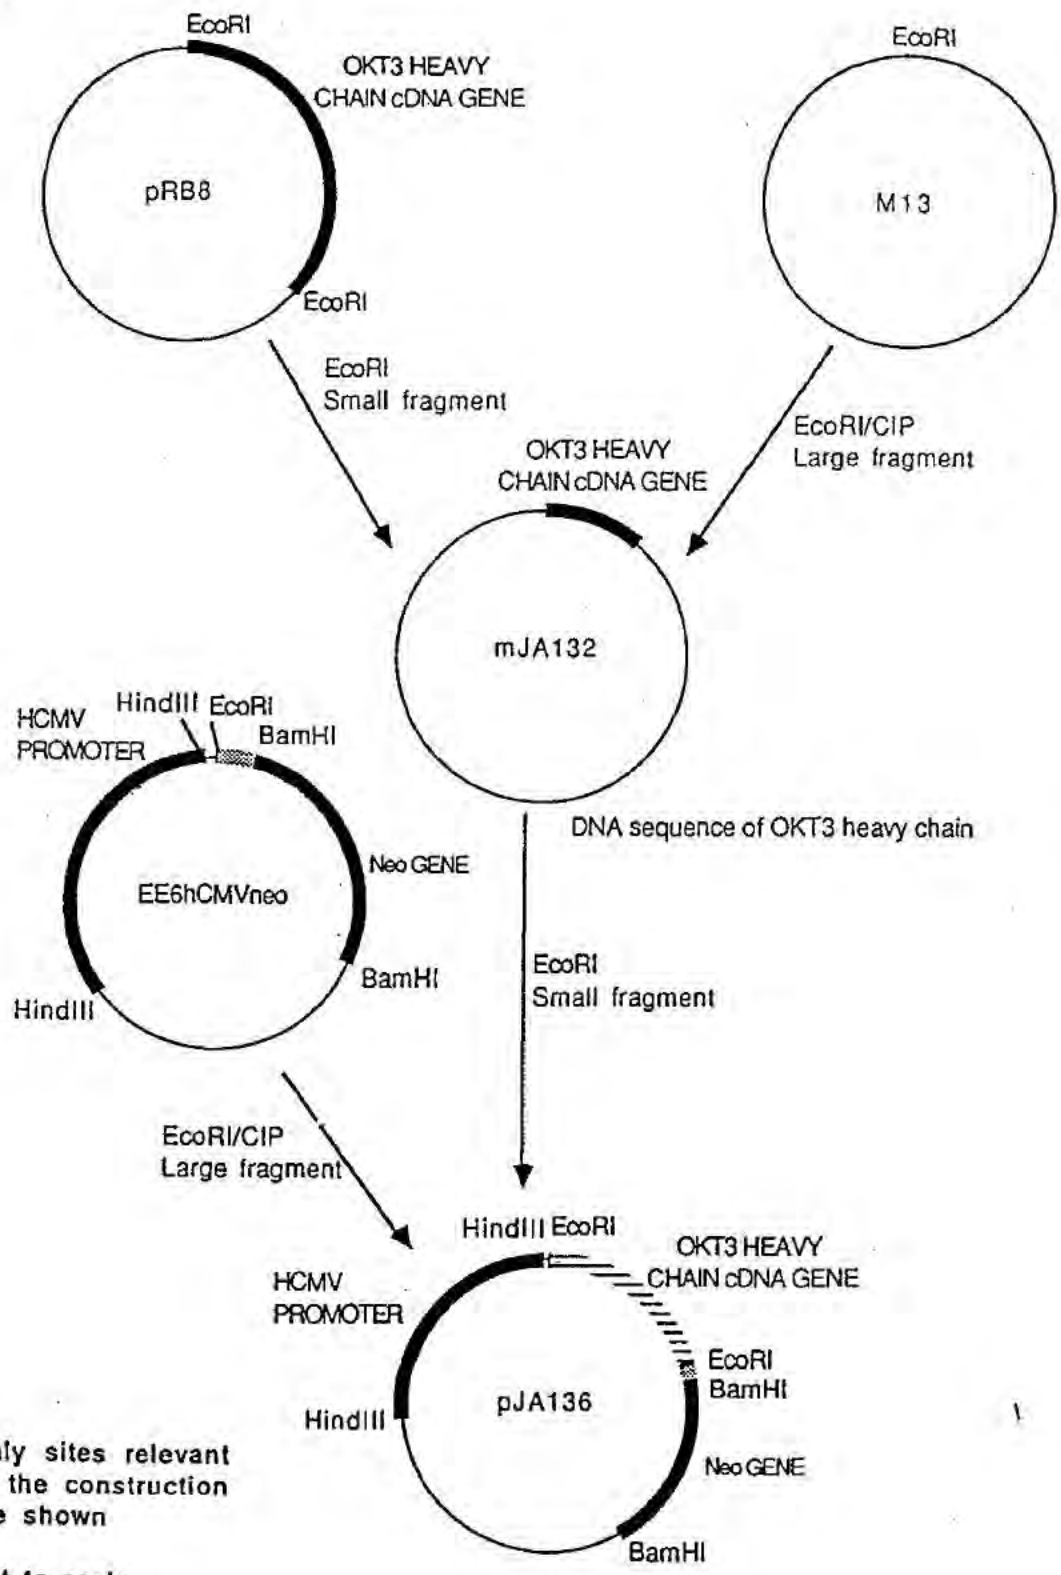 EcoRI
OKT3 HEAVY
CHAIN cDNA GENE
pRB8
EcoRI
EcoRI
M13
EcoRI
Small fragment
EcoRI/CIP
Large fragment
OKT3 HEAVY
CHAIN cDNA GENE
mJA132
DNA sequence of OKT3 heavy chain
HCMV
PROMOTER
HindIII EcoRI
BamHI
Neo GENE
EE6hCMVneo
BamHI
HindIII
EcoRI
Small fragment
EcoRI/CIP
Large fragment
HindIII EcoRI
OKT3 HEAVY
CHAIN cDNA GENE
HCMV
PROMOTER
EcoRI
BamHI
pJA136
HindIII
Neo GENE
BamHI
sites relevant
the construction
shown